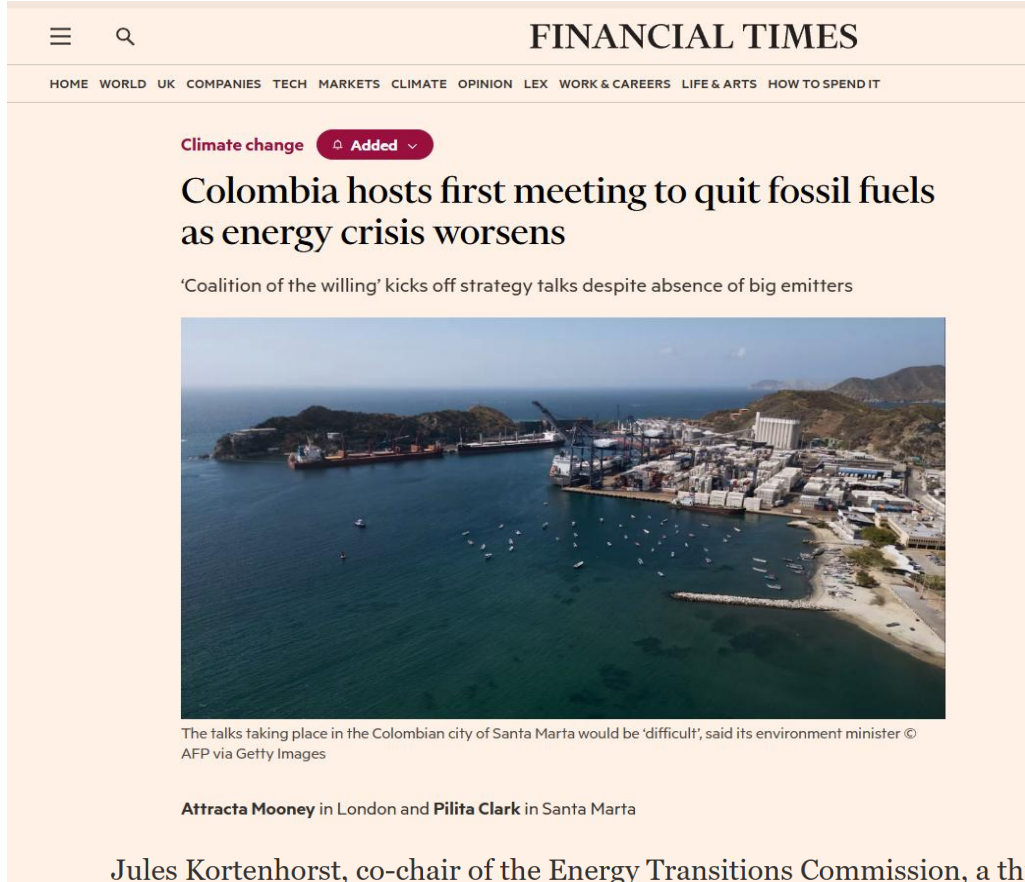 FINANCIAL TIMES
HOME WORLD UK COMPANIES TECH MARKETS CLIMATE OPINION LEX WORK & CAREERS LIFE & ARTS HOW TO SPEND IT
Climate change Added
Colombia hosts first meeting to quit fossil fuels
as energy crisis worsens
‘Coalition of the willing’ kicks off strategy talks despite absence of big emitters
The talks taking place in the Colombian city of Santa Marta would be ‘difficult’, said its environment minister ©
AFP via Getty Images
Attracta Mooney in London and Pilita Clark in Santa Marta
Jules Kortenhorst, co-chair of the Energy Transitions Commission, a th